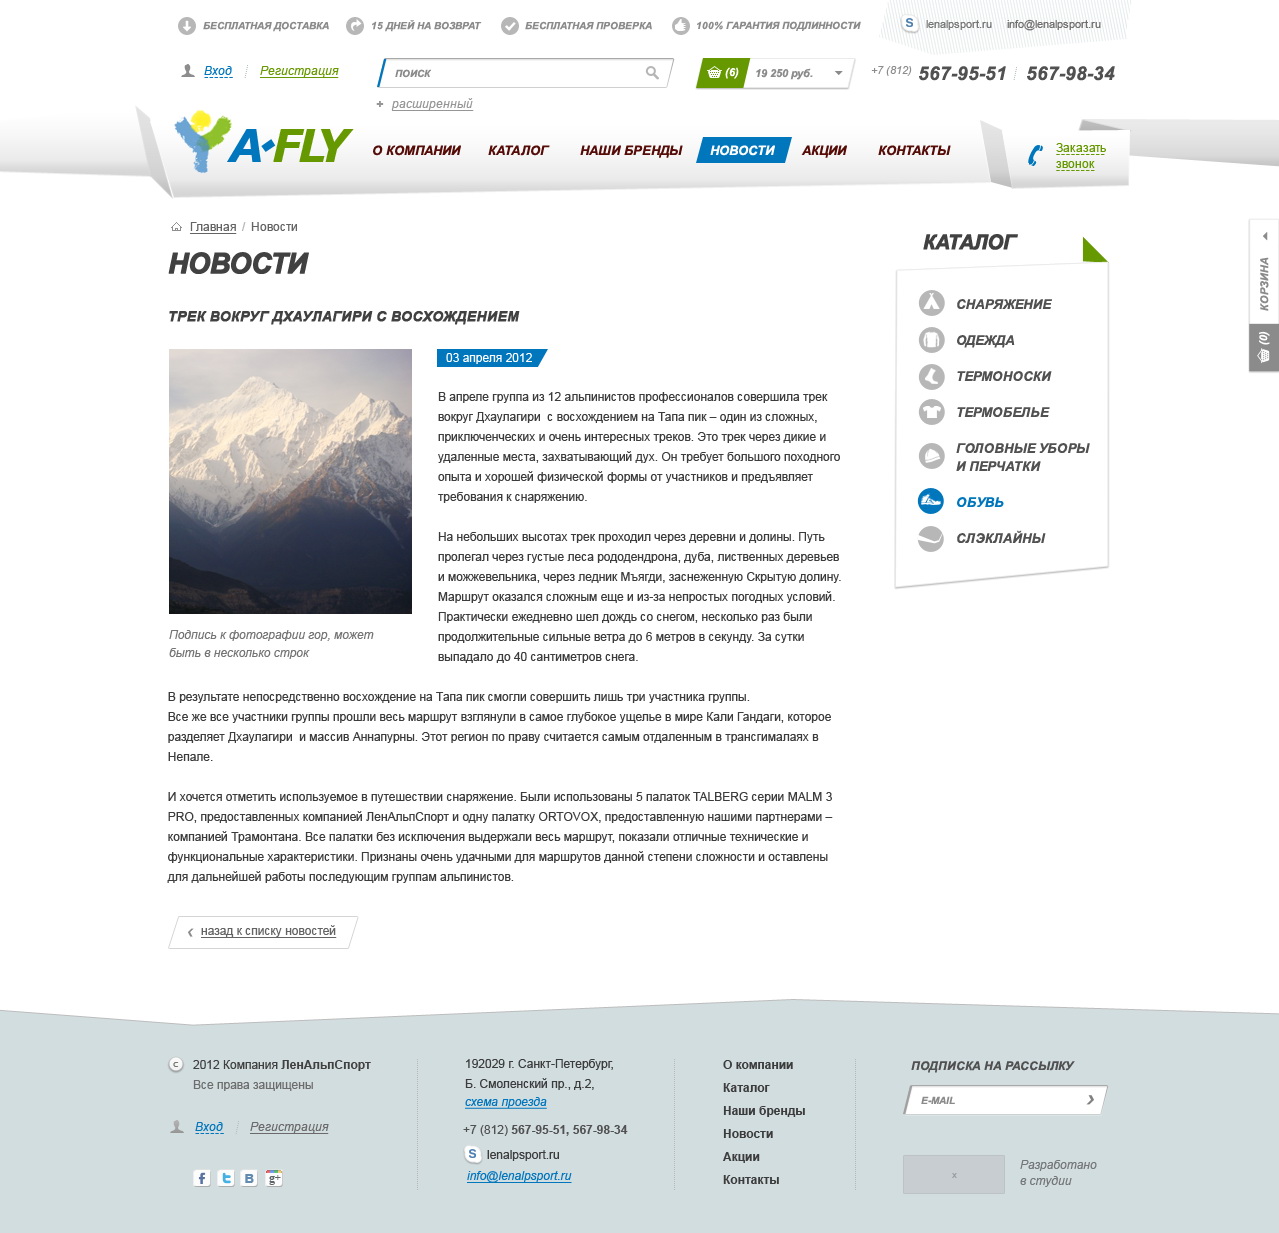 БЕСПЛАТНАЯ ДОСТАВКА
15 ДНЕЙ НА ВОЗВРАТ
БЕСПЛАТНАЯ ПРОВЕРКА
100% ГАРАНТИЯ ПОДЛИННОСТИ
S lenalpsport.ru
info@lenalpsport.ru
Вход
Регистрация
ПОИСК
+ расширенный
(6)
19 250 руб.
+7 (812) 567-95-51
567-98-34
A•FLY
О КОМПАНИИ
КАТАЛОГ
НАШИ БРЕНДЫ
НОВОСТИ
АКЦИИ
КОНТАКТЫ
Заказать
звонок
Главная / Новости
НОВОСТИ
ТРЕК ВОКРУГ ДХАУЛАГИРИ С ВОСХОЖДЕНИЕМ
03 апреля 2012
В апреле группа из 12 альпинистов профессионалов совершила трек
вокруг Дхаулагири  с восхождением на Тапа пик – один из сложных,
приключенческих и очень интересных треков. Это трек через дикие и
удаленные места, захватывающий дух. Он требует большого походного
опыта и хорошей физической формы от участников и предъявляет
требования к снаряжению.
На небольших высотах трек проходил через деревни и долины. Путь
пролегал через густые леса рододендрона, дуба, лиственных деревьев
и можжевельника, через ледник Мъягди, заснеженную Скрытую долину.
Маршрут оказался сложным еще и из-за непростых погодных условий.
Практически ежедневно шел дождь со снегом, несколько раз были
продолжительные сильные ветра до 6 метров в секунду. За сутки
выпадало до 40 сантиметров снега.
Подпись к фотографии гор, может
быть в несколько строк
В результате непосредственно восхождение на Тапа пик смогли совершить лишь три участника группы.
Все же все участники группы прошли весь маршрут взглянули в самое глубокое ущелье в мире Кали Гандаги, которое
разделяет Дхаулагири  и массив Аннапурны. Этот регион по праву считается самым отдаленным в трансгималаях в
Непале.
И хочется отметить используемое в путешествии снаряжение. Были использованы 5 палаток TALBERG серии MALM 3
PRO, предоставленных компанией ЛенАльпСпорт и одну палатку ORTOVOX, предоставленную нашими партнерами –
компанией Трамонтана. Все палатки без исключения выдержали весь маршрут, показали отличные технические и
функциональные характеристики. Признаны очень удачными для маршрутов данной степени сложности и оставлены
для дальнейшей работы последующим группам альпинистов.
назад к списку новостей
КАТАЛОГ
СНАРЯЖЕНИЕ
ОДЕЖДА
ТЕРМОНОСКИ
ТЕРМОБЕЛЬЕ
ГОЛОВНЫЕ УБОРЫ
И ПЕРЧАТКИ
ОБУВЬ
СЛЭКЛАЙНЫ
КОРЗИНА
(0)
c 2012 Компания ЛенАльпСпорт
Все права защищены
Вход
Регистрация
f t B g+
192029 г. Санкт-Петербург,
Б. Смоленский пр., д.2,
схема проезда
+7 (812) 567-95-51, 567-98-34
S lenalpsport.ru
info@lenalpsport.ru
О компании
Каталог
Наши бренды
Новости
Акции
Контакты
ПОДПИСКА НА РАССЫЛКУ
E-MAIL
x
Разработано
в студии